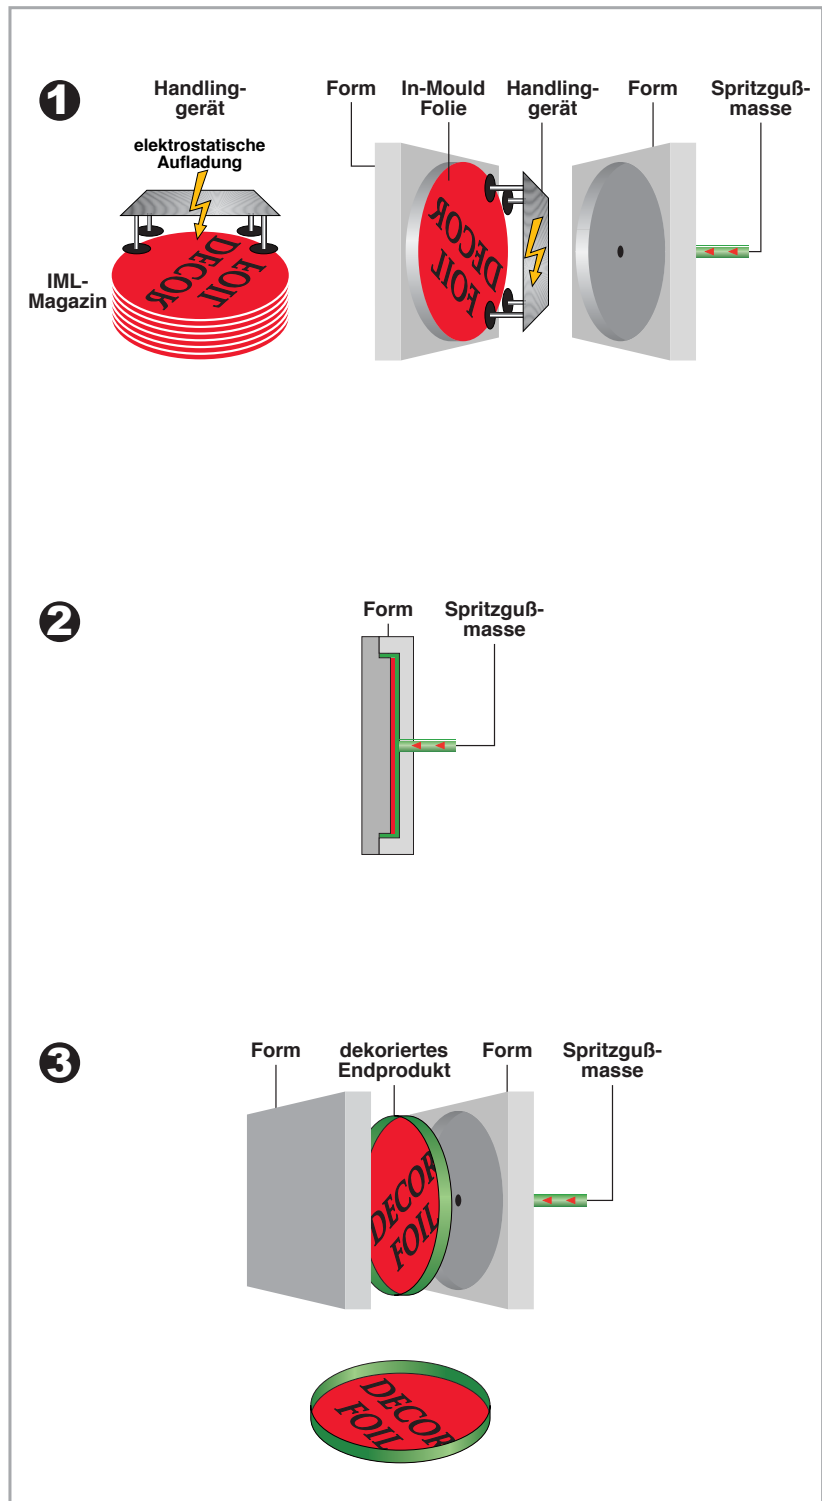 1
Handling-
gerät
elektrostatische
Aufladung
DECOR
FOIL
IML-
Magazin
Form
In-Mould
Folie
Handling-
gerät
Form
Spritzguß-
masse
DECOR
FOIL
2
Form
Spritzguß-
masse
3
Form
dekoriertes
Endprodukt
Form
Spritzguß-
masse
DECOR
FOIL
DECOR
FOIL